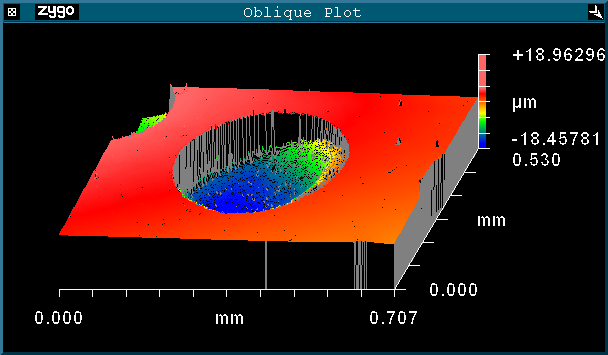 zygo
Oblique Plot
+18.96296
µm
-18.45781
0.530
mm
0.000
0.000
mm
0.707